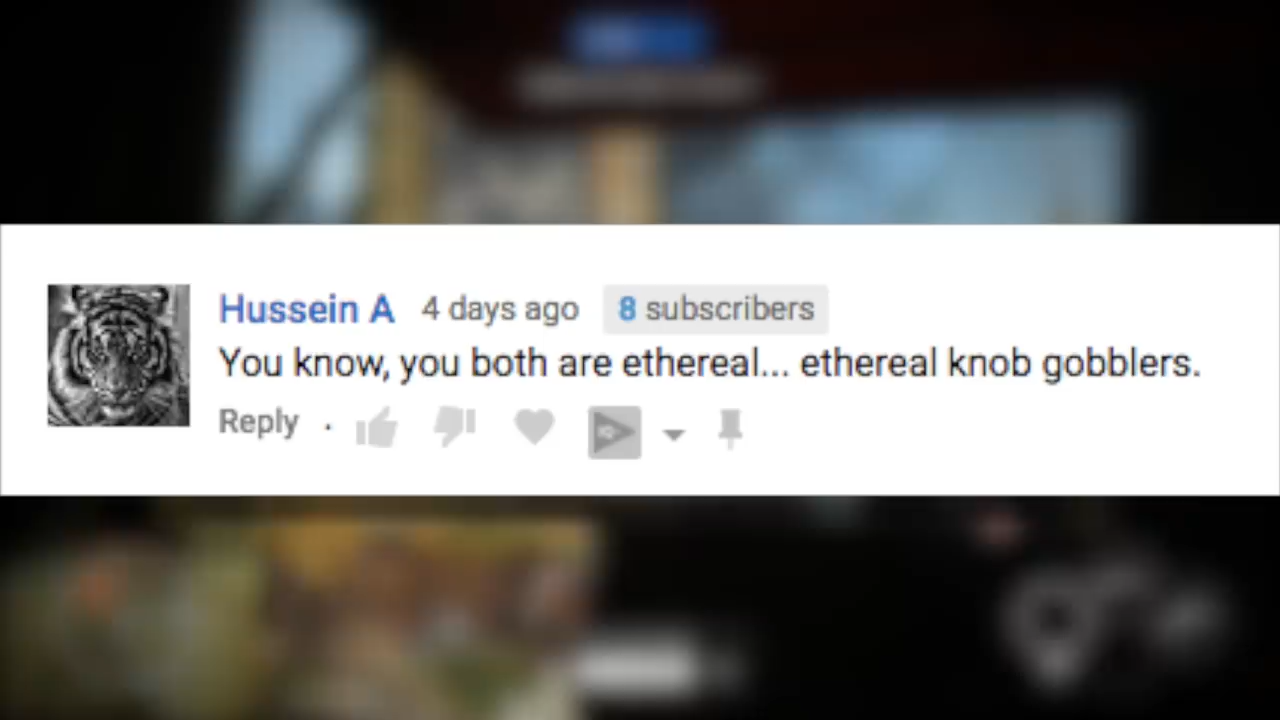 Hussein A 4 days ago 8 subscribers
You know, you both are ethereal... ethereal knob gobblers.
Reply ·